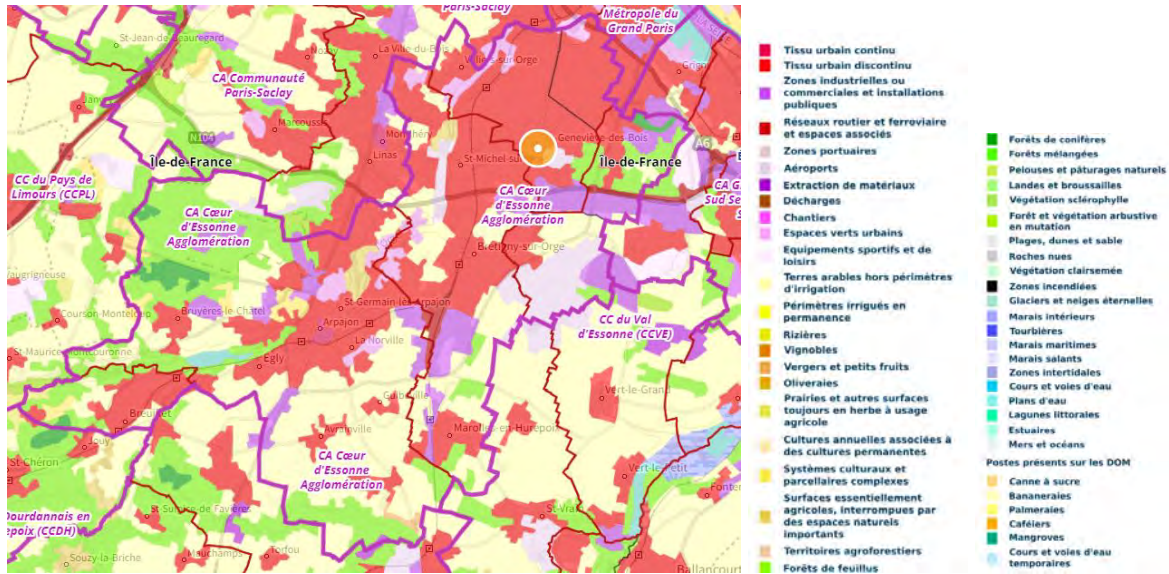 Paris-Saclay
Métropole du
Grand Paris
LA SEINE
St-Jean-de-Beauregard
Nozay
La Ville-du-Bois
Villiers-sur-Orge
Grigny
CA Communauté
Paris-Saclay
Janvry
Marcoussis
Montlhéry
N104
Île-de-France
Linas
St-Michel-sur
Geneviève-des-Bois
Île-de-France
A6
CC du Pays de
Limours (CCPL)
CA Cœur
d'Essonne
Agglomération
CA Cœur
d'Essonne
Agglomération
CA G
Sud Se
Brétigny-sur-Orge
Vaugrigneuse
Courson-Monteloup
Bruyères-le-Châtel
St-Germain-lès-Arpajon
Arpajon
La Norville
CC du Val
d'Essonne (CCVE)
St-Maurice-Montcouronne
Égly
Vert-le-Grand
Guibeville
Breuillet
Avrainville
Marolles-en-Hurepoix
Jouy
St-Chéron
CA Cœur
d'Essonne
Agglomération
Vert-le-Petit
Fonten
Dourdannais en
epoix (CCDH)
St-Sulpice-de-Favières
St-Vrain
Souzy-la-Briche
Mauchamps
Torfou
Ballancourt
Tissu urbain continu
Tissu urbain discontinu
Zones industrielles ou
commerciales et installations
publiques
Réseaux routier et ferroviaire
et espaces associés
Zones portuaires
Aéroports
Extraction de matériaux
Décharges
Chantiers
Espaces verts urbains
Equipements sportifs et de
loisirs
Terres arables hors périmètres
d'irrigation
Périmètres irrigués en
permanence
Rizières
Vignobles
Vergers et petits fruits
Oliveraies
Prairies et autres surfaces
toujours en herbe à usage
agricole
Cultures annuelles associées à
des cultures permanentes
Systèmes culturaux et
parcellaires complexes
Surfaces essentiellement
agricoles, interrompues par
des espaces naturels
importants
Territoires agroforestiers
Forêts de feuillus
Forêts de conifères
Forêts mélangées
Pelouses et pâturages naturels
Landes et broussailles
Végétation sclérophylle
Forêt et végétation arbustive
en mutation
Plages, dunes et sable
Roches nues
Végétation clairsemée
Zones incendiées
Glaciers et neiges éternelles
Marais intérieurs
Tourbières
Marais maritimes
Marais salants
Zones intertidales
Cours et voies d'eau
Plans d'eau
Lagunes littorales
Estuaires
Mers et océans
Postes présents sur les DOM
Canne à sucre
Bananeraies
Palmeraies
Caféiers
Mangroves
Cours et voies d'eau
temporaires